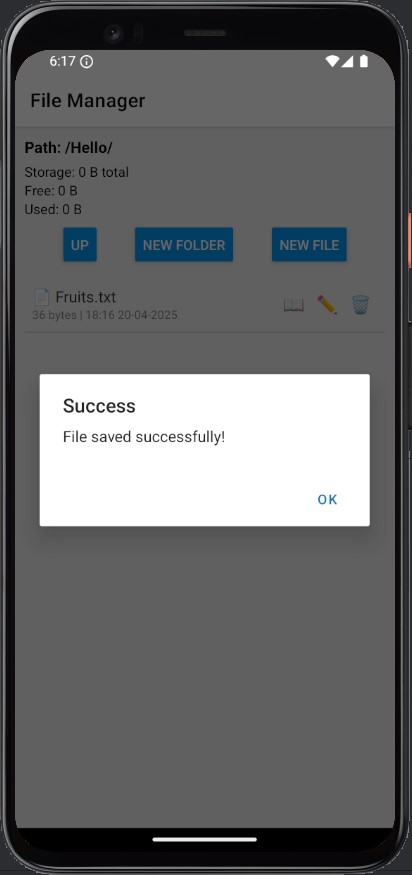 6:17
File Manager
Path: /Hello/
Storage: 0 B total
Free: 0 B
Used: 0 B
UP NEW FOLDER NEW FILE
Fruits.txt
36 bytes | 18:16 20-04-2025
Success
File saved successfully!
OK